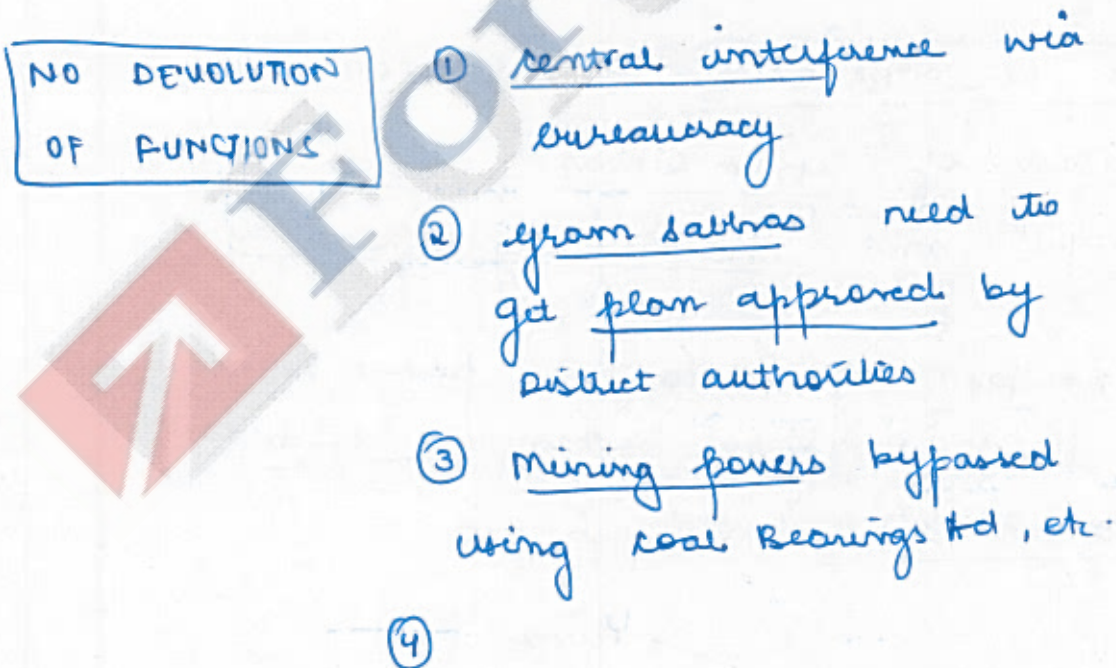 NO DEVOLUTION
OF FUNCTIONS
① central interference via
bureaucracy
② gram sabhas need to
get plan approved by
District authorities
③ Mining powers bypassed
using coal Bearings Act, etc.
④
For